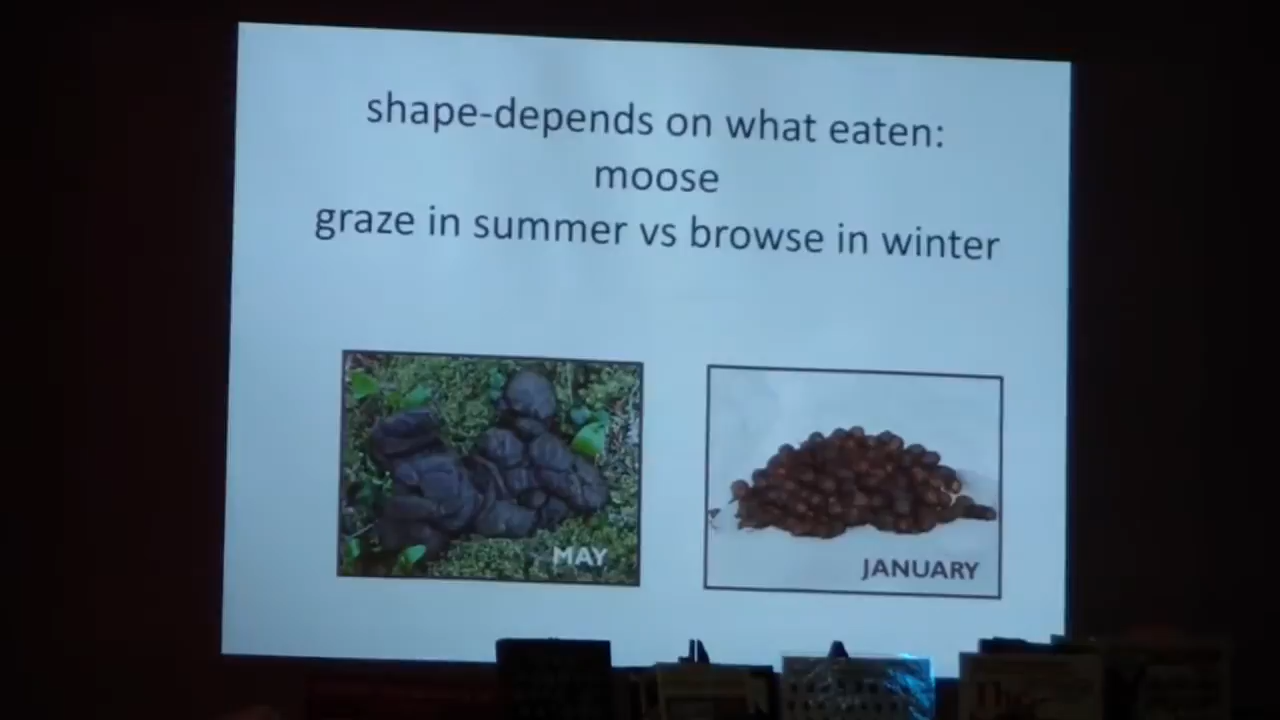 shape-depends on what eaten:
moose
graze in summer vs browse in winter
MAY
JANUARY